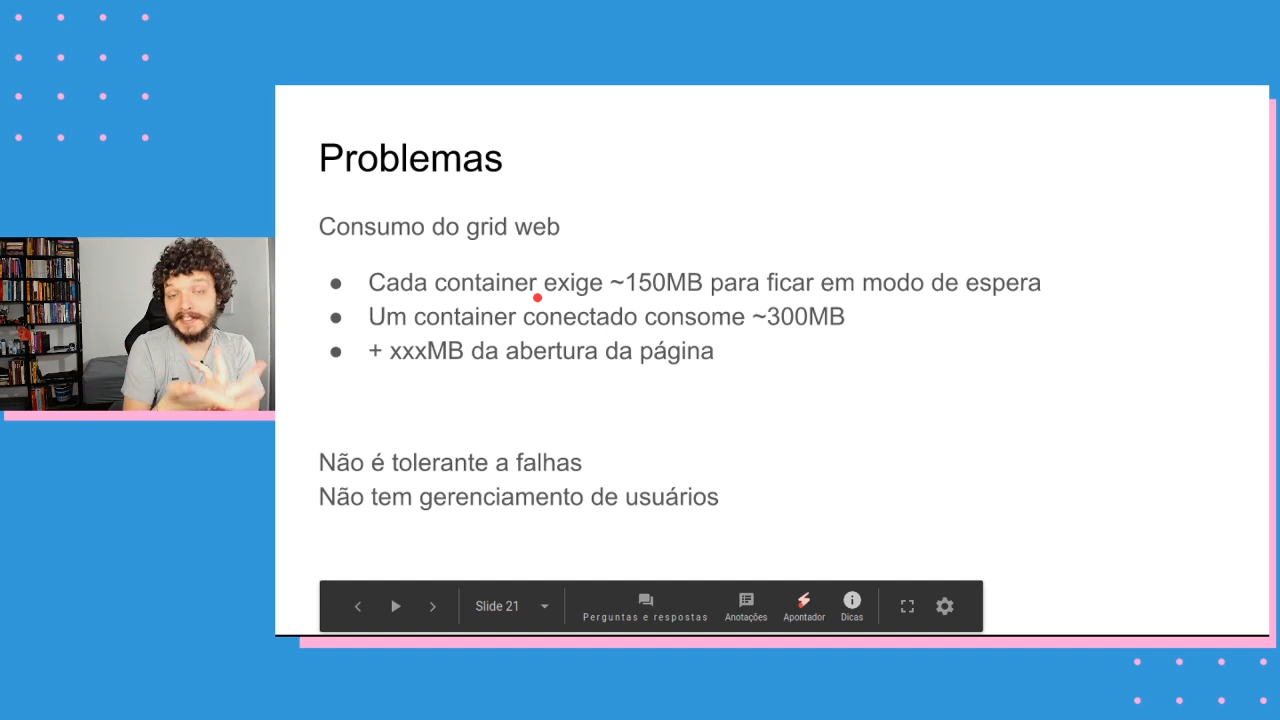 Problemas
Consumo do grid web
● Cada container exige ~150MB para ficar em modo de espera
● Um container conectado consome ~300MB
● + xxxMB da abertura da página
Não é tolerante a falhas
Não tem gerenciamento de usuários
Slide 21
Perguntas e respostas
Anotações
Apontador
Dicas